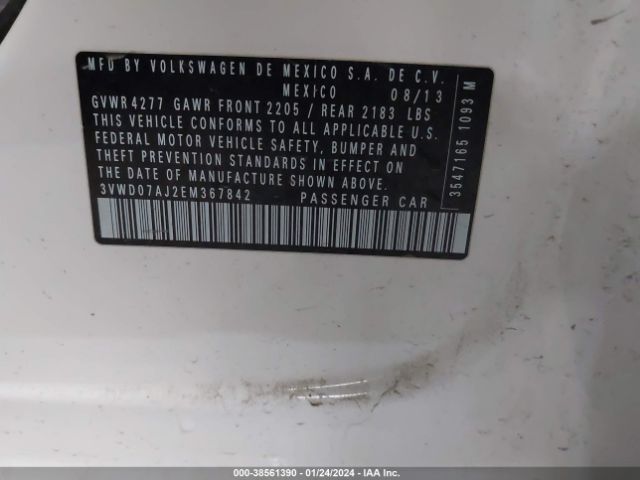 MFD BY VOLKSWAGEN DE MEXICO S.A. DE C.V.
MEXICO 08/13
GVWR 4277 GAWR FRONT 2205 / REAR 2183 LBS
THIS VEHICLE CONFORMS TO ALL APPLICABLE U.S.
FEDERAL MOTOR VEHICLE SAFETY, BUMPER AND
THEFT PREVENTION STANDARDS IN EFFECT ON
THE DATE OF MANUFACTURE SHOWN ABOVE.
3VWD07AJ2EM367842 PASSENGER CAR
3547165 1093 M
000-38561390 - 01/24/2024 - IAA Inc.